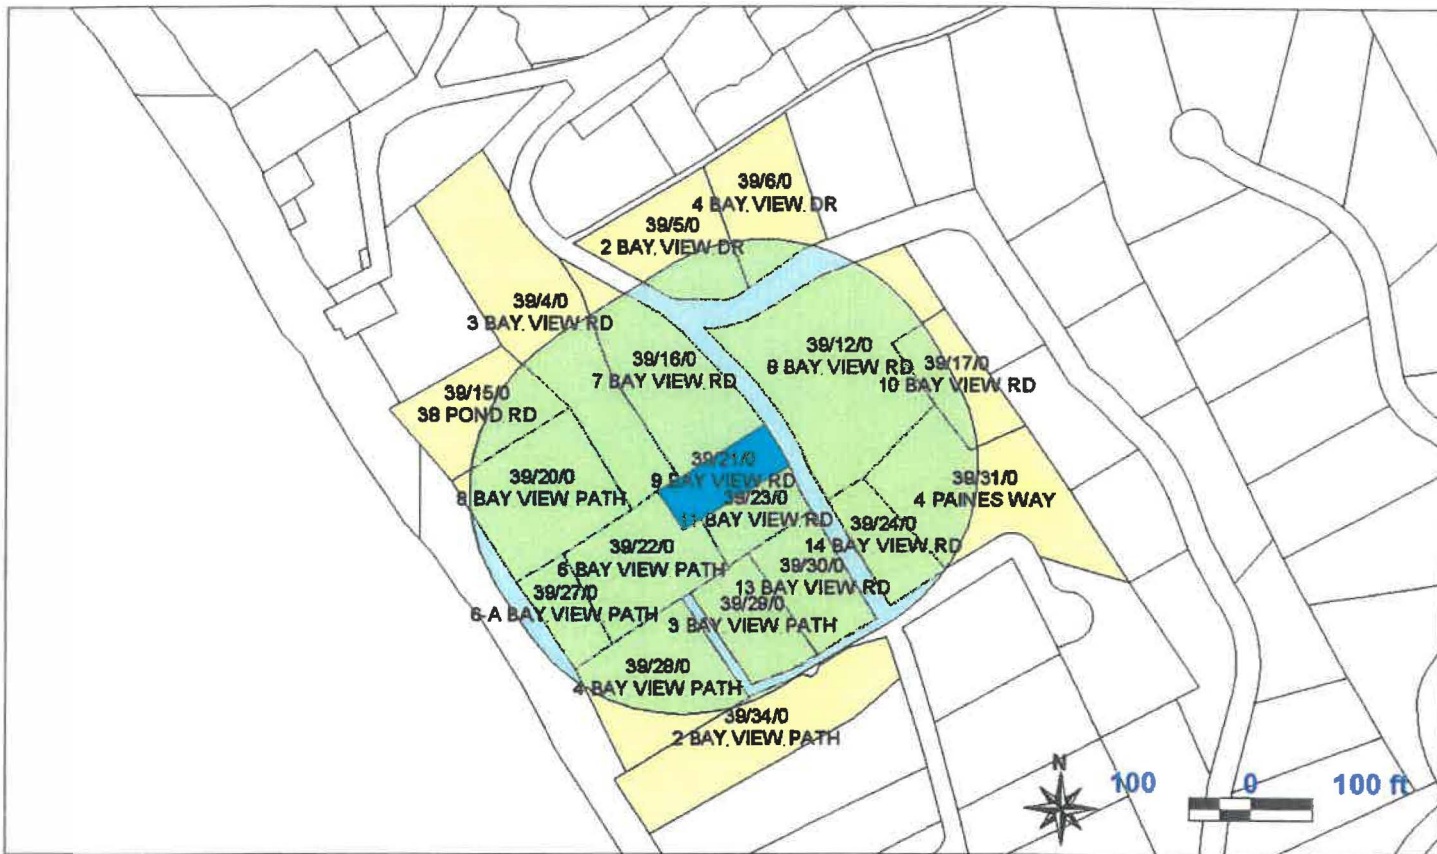 39/6/0
4 BAY VIEW DR
39/5/0
2 BAY VIEW DR
39/4/0
3 BAY VIEW RD
39/16/0
7 BAY VIEW RD
39/12/0
8 BAY VIEW RD
39/17/0
10 BAY VIEW RD
39/15/0
38 POND RD
39/21/0
9 BAY VIEW RD
39/20/0
8 BAY VIEW PATH
39/23/0
11 BAY VIEW RD
39/31/0
4 PAINES WAY
39/24/0
14 BAY VIEW RD
39/22/0
6 BAY VIEW PATH
39/30/0
13 BAY VIEW RD
39/27/0
6-A BAY VIEW PATH
39/29/0
3 BAY VIEW PATH
39/28/0
4 BAY VIEW PATH
39/34/0
2 BAY VIEW PATH
N
100 0 100 ft